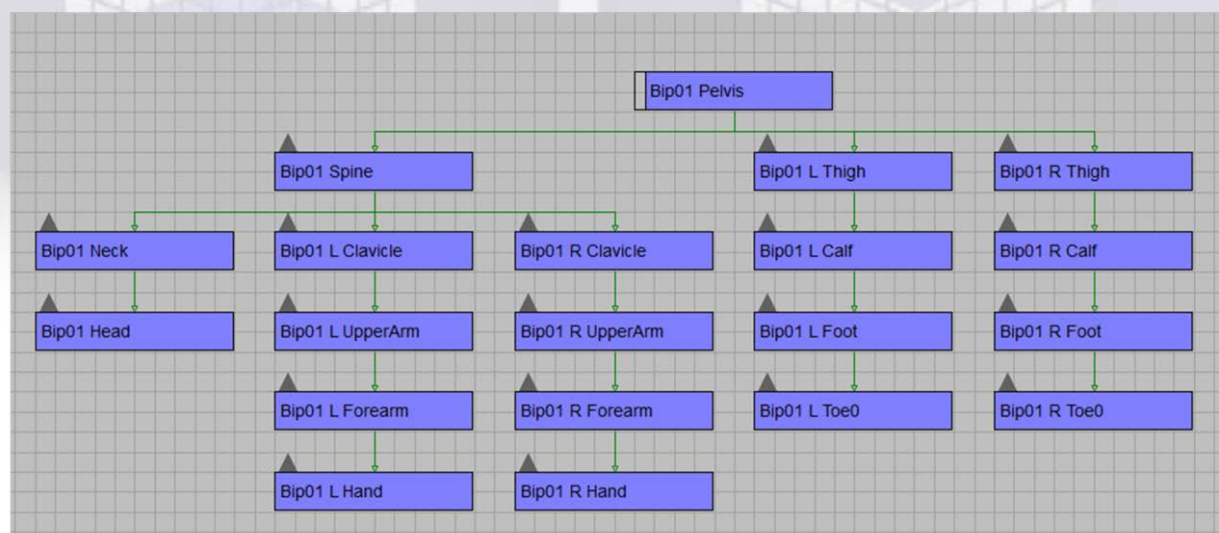 Bip01 Pelvis
Bip01 Spine
Bip01 L Thigh
Bip01 R Thigh
Bip01 Neck
Bip01 L Clavicle
Bip01 R Clavicle
Bip01 L Calf
Bip01 R Calf
Bip01 Head
Bip01 L UpperArm
Bip01 R UpperArm
Bip01 L Foot
Bip01 R Foot
Bip01 L Forearm
Bip01 R Forearm
Bip01 L Toe0
Bip01 R Toe0
Bip01 L Hand
Bip01 R Hand